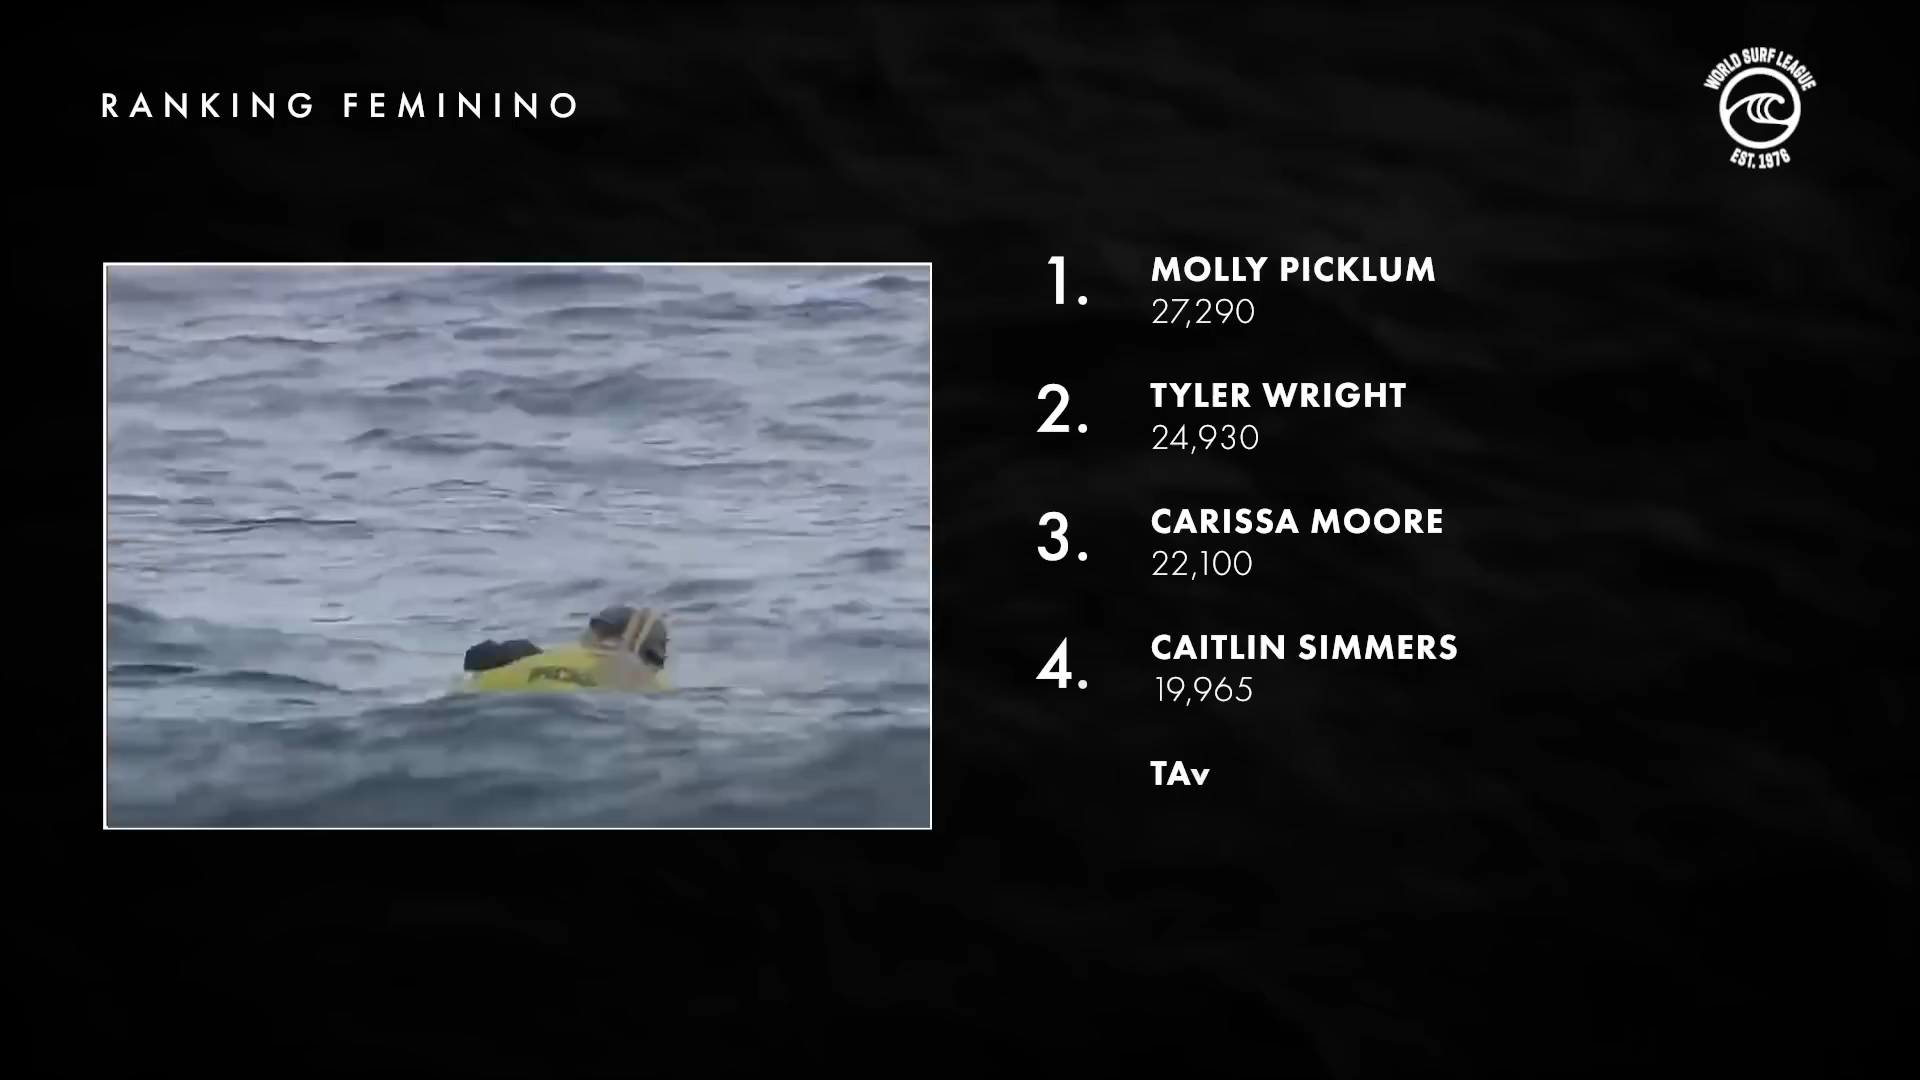 RANKING FEMININO
WORLD SURF LEAGUE
EST. 1976
1. MOLLY PICKLUM
27,290
2. TYLER WRIGHT
24,930
3. CARISSA MOORE
22,100
4. CAITLIN SIMMERS
19,965
TAv